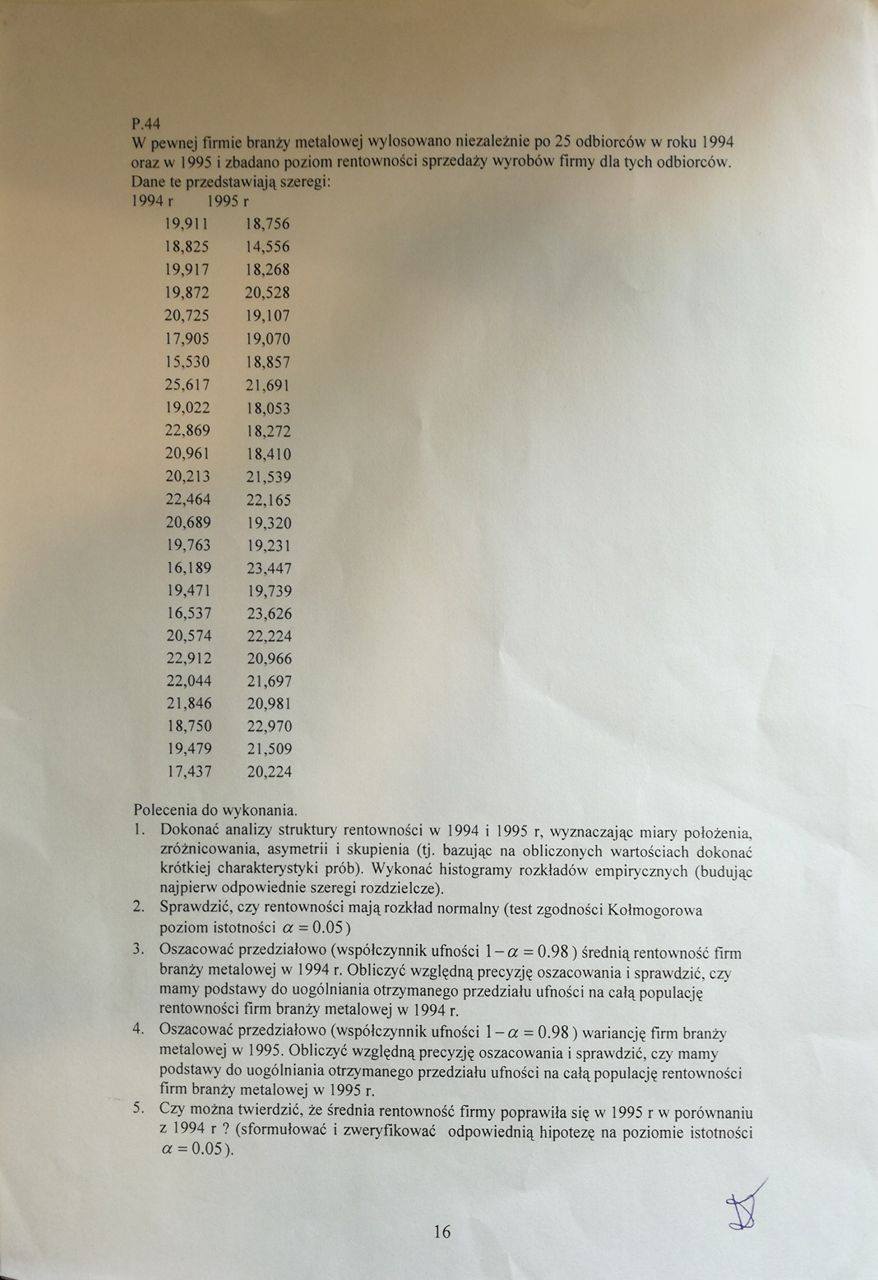 P.44
W pewnej firmie branży metalowej wylosowano niezależnie po 25 odbiorców w roku 1994
oraz w 1995 i zbadano poziom rentowności sprzedaży wyrobów firmy dla tych odbiorców.
Dane te przedstawiają szeregi:
1994 r 1995 r
19,911 18,756
18,825 14,556
19,917 18,268
19,872 20,528
20,725 19,107
17,905 19,070
15,530 18,857
25,617 21,691
19,022 18,053
22,869 18,272
20,961 18,410
20,213 21,539
22,464 22,165
20,689 19,320
19,763 19,231
16,189 23,447
19,471 19,739
16,537 23,626
20,574 22,224
22,912 20,966
22,044 21,697
21,846 20,981
18,750 22,970
19,479 21,509
17,437 20,224
Polecenia do wykonania.
1. Dokonać analizy struktury rentowności w 1994 i 1995 r, wyznaczając miary położenia,
zróżnicowania, asymetrii i skupienia (tj. bazując na obliczonych wartościach dokonać
krótkiej charakterystyki prób). Wykonać histogramy rozkładów empirycznych (budując
najpierw odpowiednie szeregi rozdzielcze).
2. Sprawdzić, czy rentowności mają rozkład normalny (test zgodności Kołmogorowa
poziom istotności α = 0.05)
3. Oszacować przedziałowo (współczynnik ufności 1 – α = 0.98) średnią rentowność firm
branży metalowej w 1994 r. Obliczyć względną precyzję oszacowania i sprawdzić, czy
mamy podstawy do uogólniania otrzymanego przedziału ufności na całą populację
rentowności firm branży metalowej w 1994 r.
4. Oszacować przedziałowo (współczynnik ufności 1 – α = 0.98) wariancję firm branży
metalowej w 1995. Obliczyć względną precyzję oszacowania i sprawdzić, czy mamy
podstawy do uogólniania otrzymanego przedziału ufności na całą populację rentowności
firm branży metalowej w 1995 r.
5. Czy można twierdzić, że średnia rentowność firmy poprawiła się w 1995 r w porównaniu
z 1994 r ? (sformułować i zweryfikować odpowiednią hipotezę na poziomie istotności
α = 0.05).
16